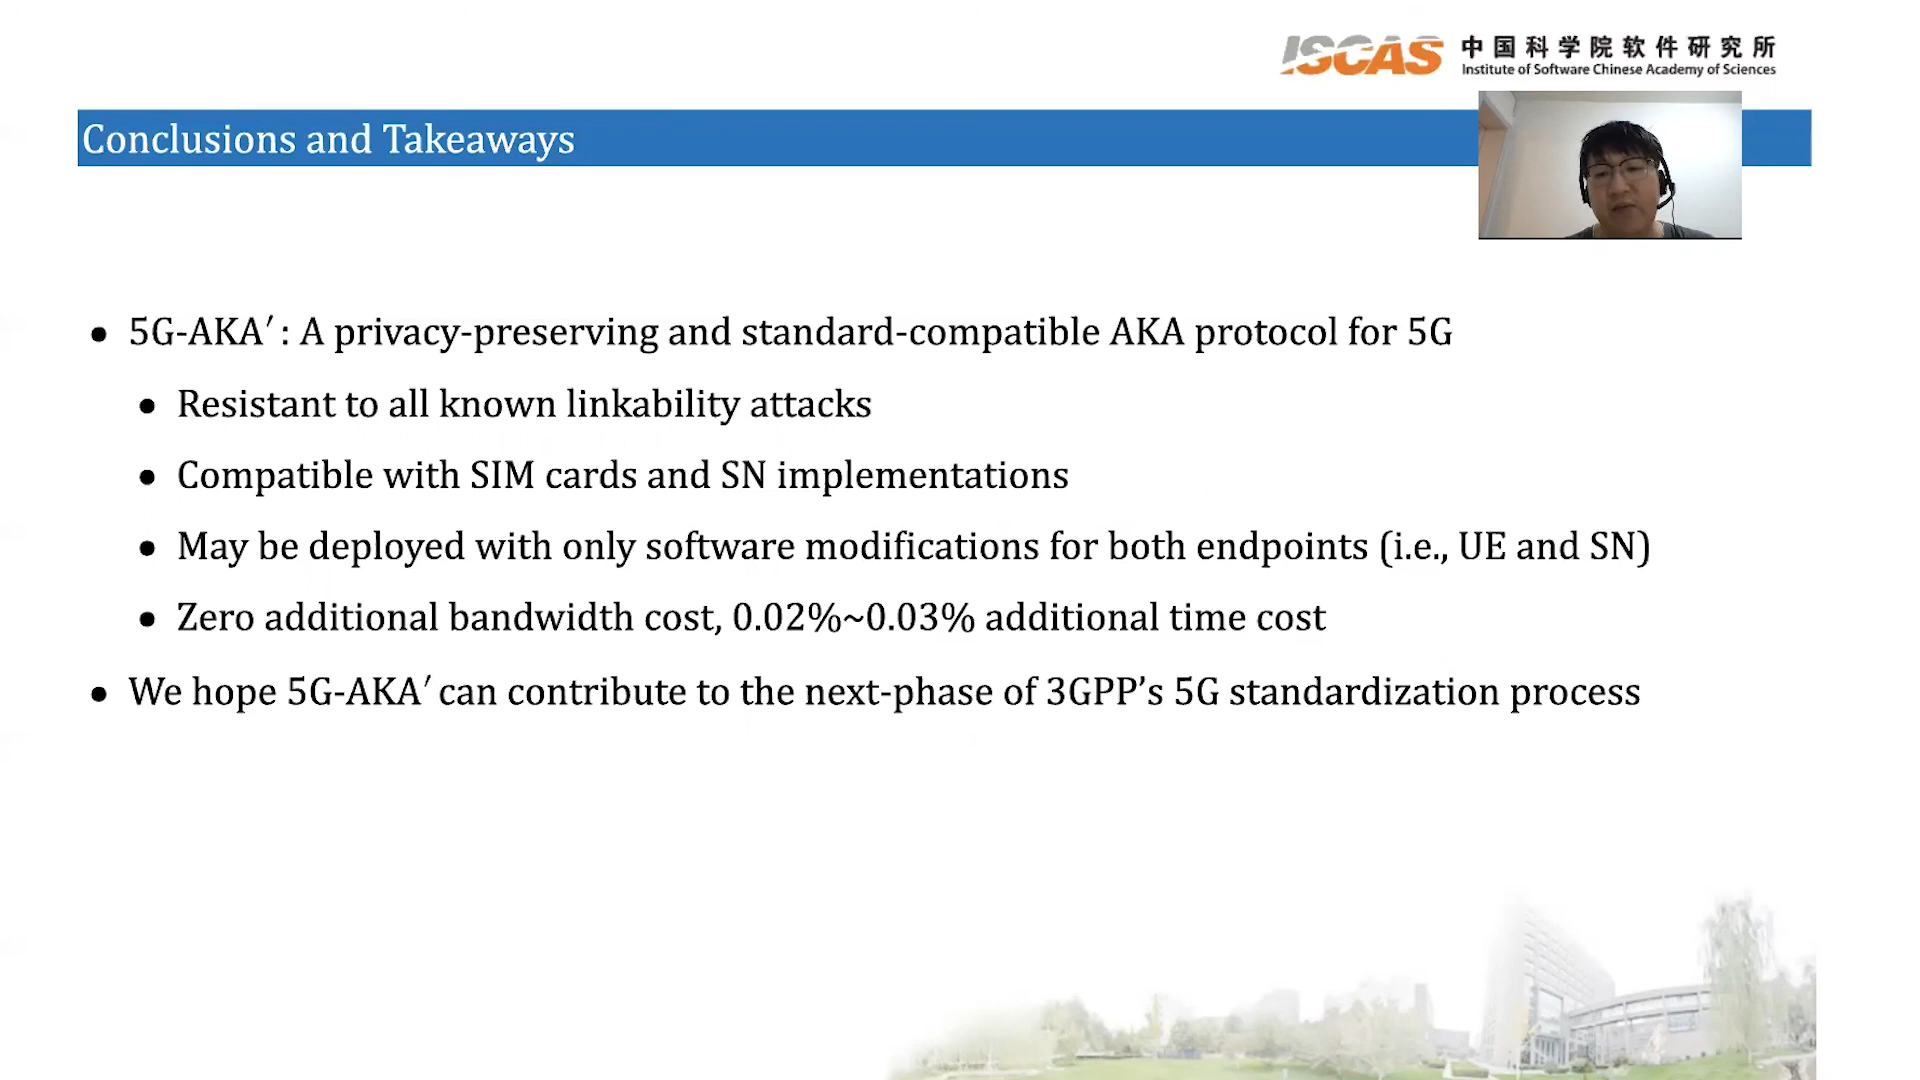 ISCAS 中国科学院软件研究所
Institute of Software Chinese Academy of Sciences
Conclusions and Takeaways
• 5G-AKA′: A privacy-preserving and standard-compatible AKA protocol for 5G
• Resistant to all known linkability attacks
• Compatible with SIM cards and SN implementations
• May be deployed with only software modifications for both endpoints (i.e., UE and SN)
• Zero additional bandwidth cost, 0.02%~0.03% additional time cost
• We hope 5G-AKA′ can contribute to the next-phase of 3GPP’s 5G standardization process